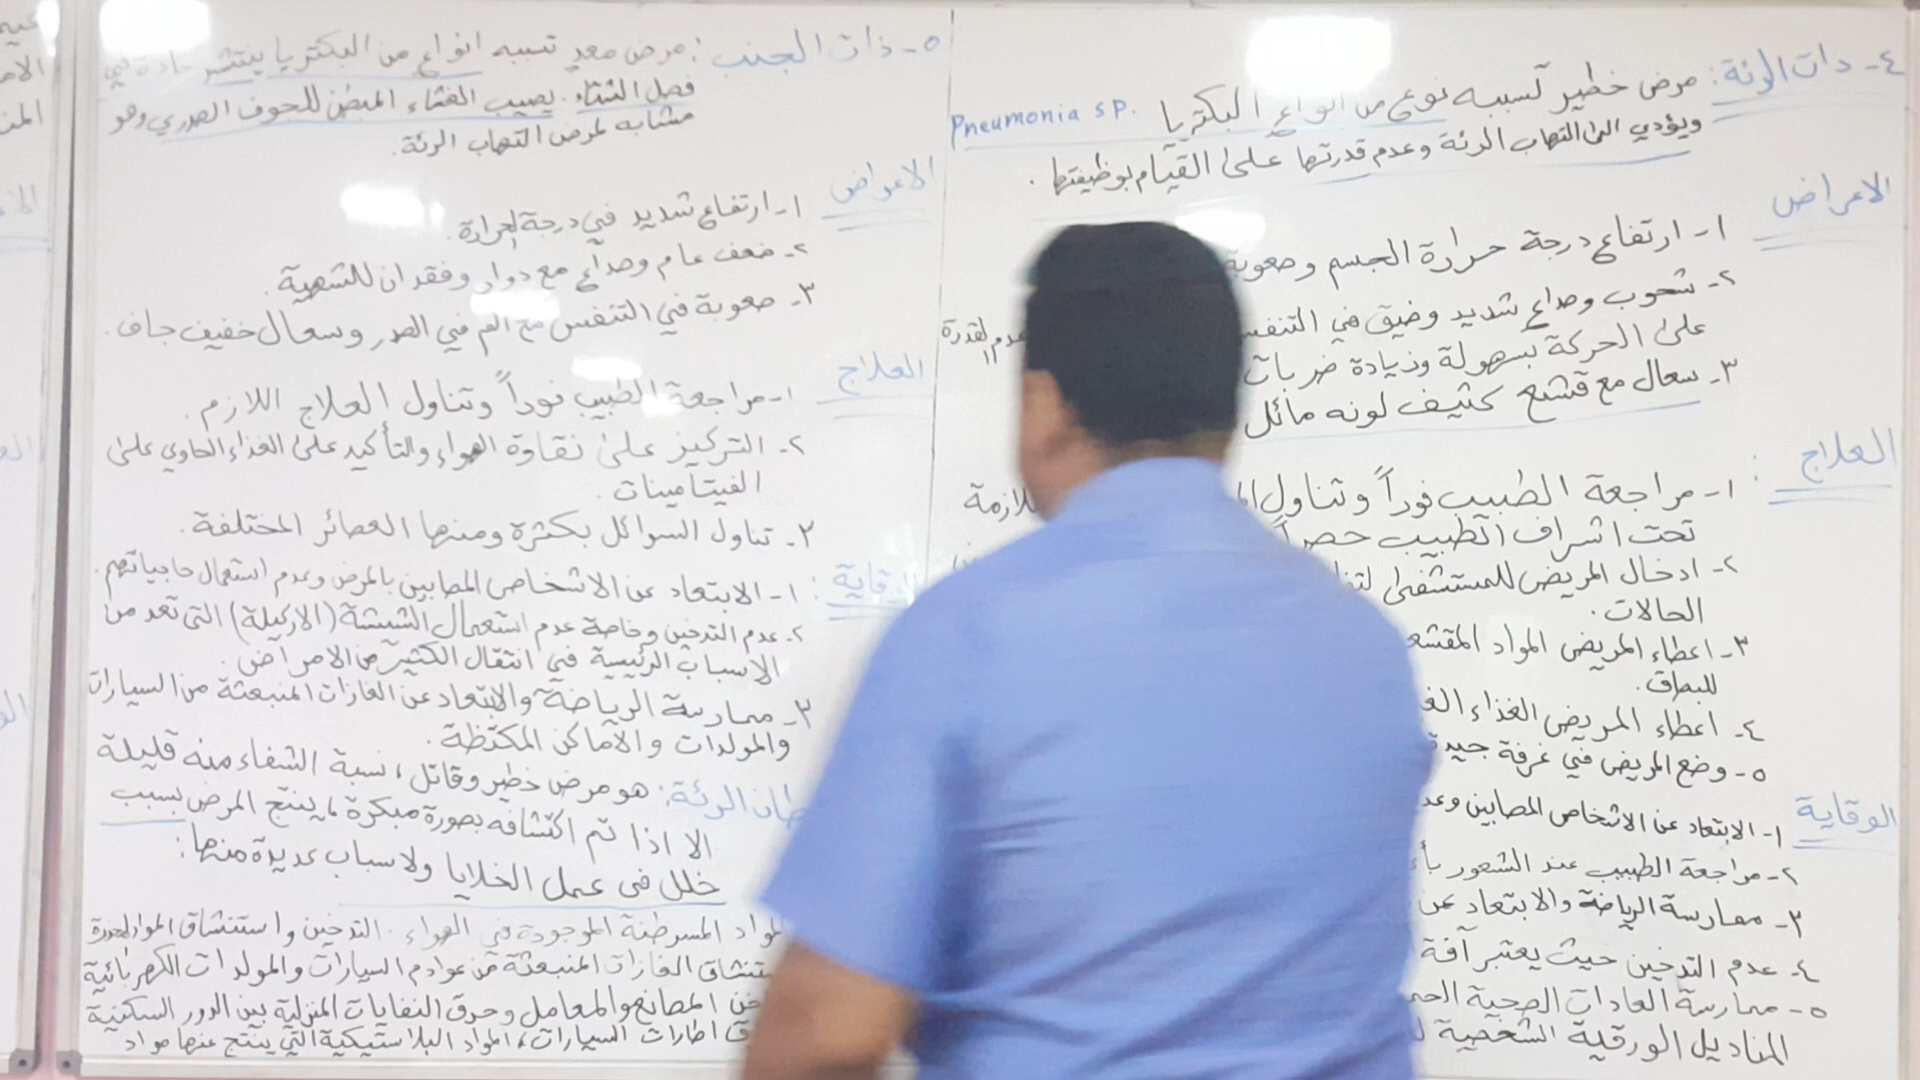 ٤- ذات الرئة: مرض خطير تسببه نوع من انواع البكتريا Pneumonia sp.
ويؤدي الى التهاب الرئة وعدم قدرتها على القيام بوظيفتها.
الاعراض
١- ارتفاع درجة حرارة الجسم وصعوبة
٢- شحوب وصداع شديد وضيق في التنفس عدم القدرة
على الحركة بسهولة وزيادة ضربات
٣- سعال مع قشع كثيف لونه مائل
العلاج:
١- مراجعة الطبيب فوراً وتناول اللازمة
تحت اشراف الطبيب حصراً
٢- ادخال المريض للمستشفى
الحالات.
٣- اعطاء المريض المواد
للبصاق.
٤- اعطاء المريض الغذاء
٥- وضع المريض في غرفة جيدة
الوقاية
١- الابتعاد عن الاشخاص المصابين
٢- مراجعة الطبيب عند الشعور
٣- ممارسة الرياضة والابتعاد عن
٤- عدم التدخين حيث يعتبر آفة
٥- ممارسة العادات الصحية
المناديل الورقية الشخصية
٥- ذات الجنب: مرض معدٍ تسببه انواع من البكتريا ينتشر عادة في
فصل الشتاء. يصيب الغشاء المبطن للجوف الصدري وهو
مشابه لمرض التهاب الرئة.
الاعراض
١- ارتفاع شديد في درجة الحرارة.
٢- ضعف عام وصداع مع دوار وفقدان للشهية.
٣- صعوبة في التنفس مع الم في الصدر وسعال خفيف جاف.
العلاج
١- مراجعة الطبيب فوراً وتناول العلاج اللازم.
٢- التركيز على نقاوة الهواء والتأكيد على الغذاء الحاوي على
الفيتامينات.
٣- تناول السوائل بكثرة ومنها العصائر المختلفة.
الوقاية: ١- الابتعاد عن الاشخاص المصابين بالمرض وعدم استعمال حاجياتهم.
٢- عدم التدخين وخاصة عدم استعمال الشيشة (الاركيلة) التي تعد من
الاسباب الرئيسة في انتقال الكثير من الامراض.
٣- ممارسة الرياضة والابتعاد عن الغازات المنبعثة من السيارات
والمولدات والاماكن المكتظة.
الرئة: هو مرض خطير وقاتل، نسبة الشفاء منه قليلة
الا اذا تم اكتشافه بصورة مبكرة، ينتج المرض بسبب
خلل في عمل الخلايا ولاسباب عديدة منها:
المواد المسرطنة الموجودة في الهواء. التدخين واستنشاق المواد المخدرة
الغازات المنبعثة من عوادم السيارات والمولدات الكهربائية
المصانع والمعامل وحرق النفايات المنزلية بين الدور السكنية
اطارات السيارات، المواد البلاستيكية التي ينتج عنها مواد